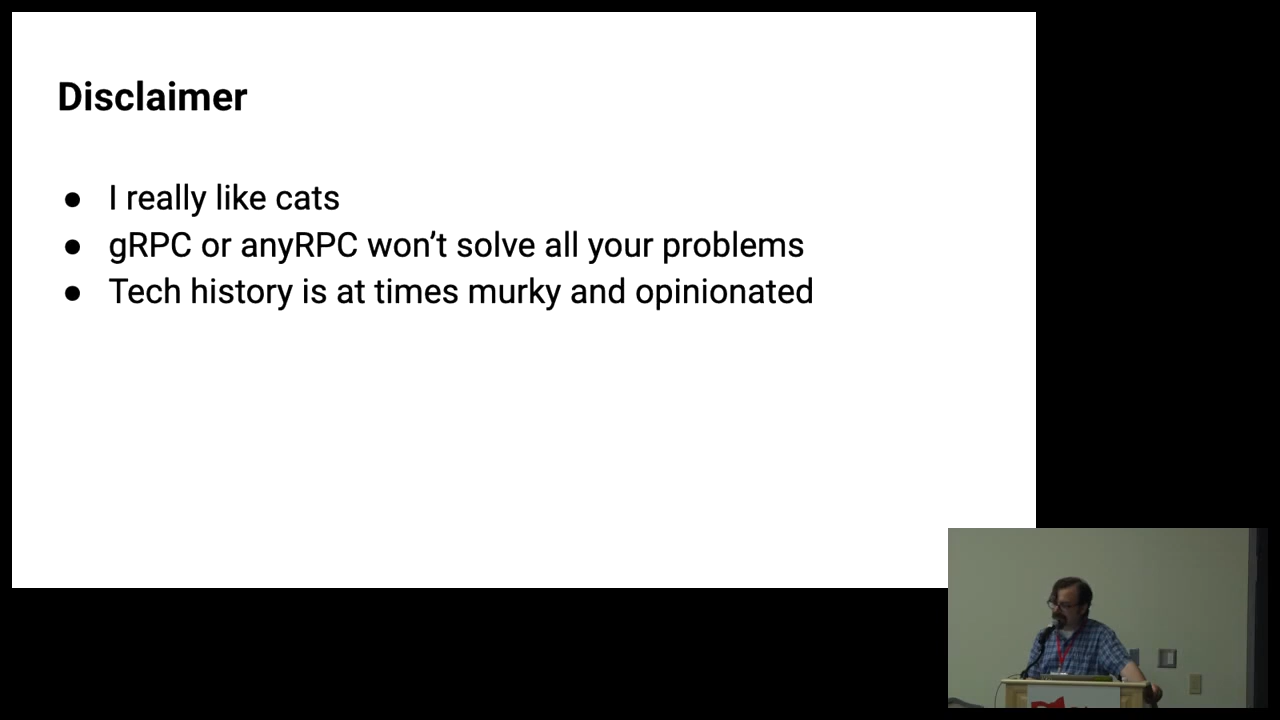 Disclaimer
● I really like cats
● gRPC or anyRPC won’t solve all your problems
● Tech history is at times murky and opinionated